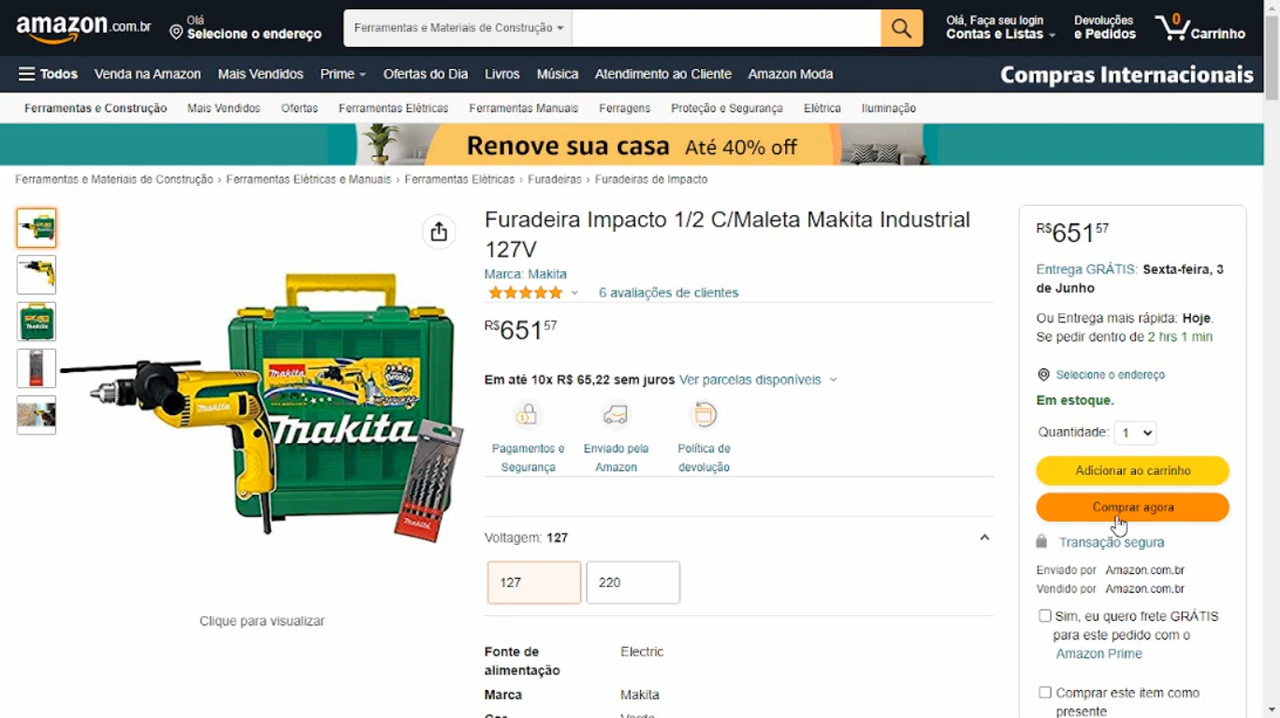 amazon.com.br
Olá
Selecione o endereço
Ferramentas e Materiais de Construção
Olá, Faça seu login
Contas e Listas
Devoluções
e Pedidos
0
Carrinho
Todos
Venda na Amazon
Mais Vendidos
Prime
Ofertas do Dia
Livros
Música
Atendimento ao Cliente
Amazon Moda
Compras Internacionais
Ferramentas e Construção
Mais Vendidos
Ofertas
Ferramentas Elétricas
Ferramentas Manuais
Ferragens
Proteção e Segurança
Elétrica
Iluminação
Renove sua casa Até 40% off
Ferramentas e Materiais de Construção › Ferramentas Elétricas e Manuais › Ferramentas Elétricas › Furadeiras › Furadeiras de Impacto
makita
makita
makita
makita
Clique para visualizar
Furadeira Impacto 1/2 C/Maleta Makita Industrial
127V
Marca: Makita
6 avaliações de clientes
R$65157
Em até 10x R$ 65,22 sem juros Ver parcelas disponíveis
Pagamentos e
Segurança
Enviado pela
Amazon
Política de
devolução
Voltagem: 127
127
220
Fonte de
alimentação
Electric
Marca
Makita
R$65157
Entrega GRÁTIS: Sexta-feira, 3
de Junho
Ou Entrega mais rápida: Hoje.
Se pedir dentro de 2 hrs 1 min
Selecione o endereço
Em estoque.
Quantidade: 1
Adicionar ao carrinho
Comprar agora
Transação segura
Enviado por Amazon.com.br
Vendido por Amazon.com.br
Sim, eu quero frete GRÁTIS
para este pedido com o
Amazon Prime
Comprar este item como
presente